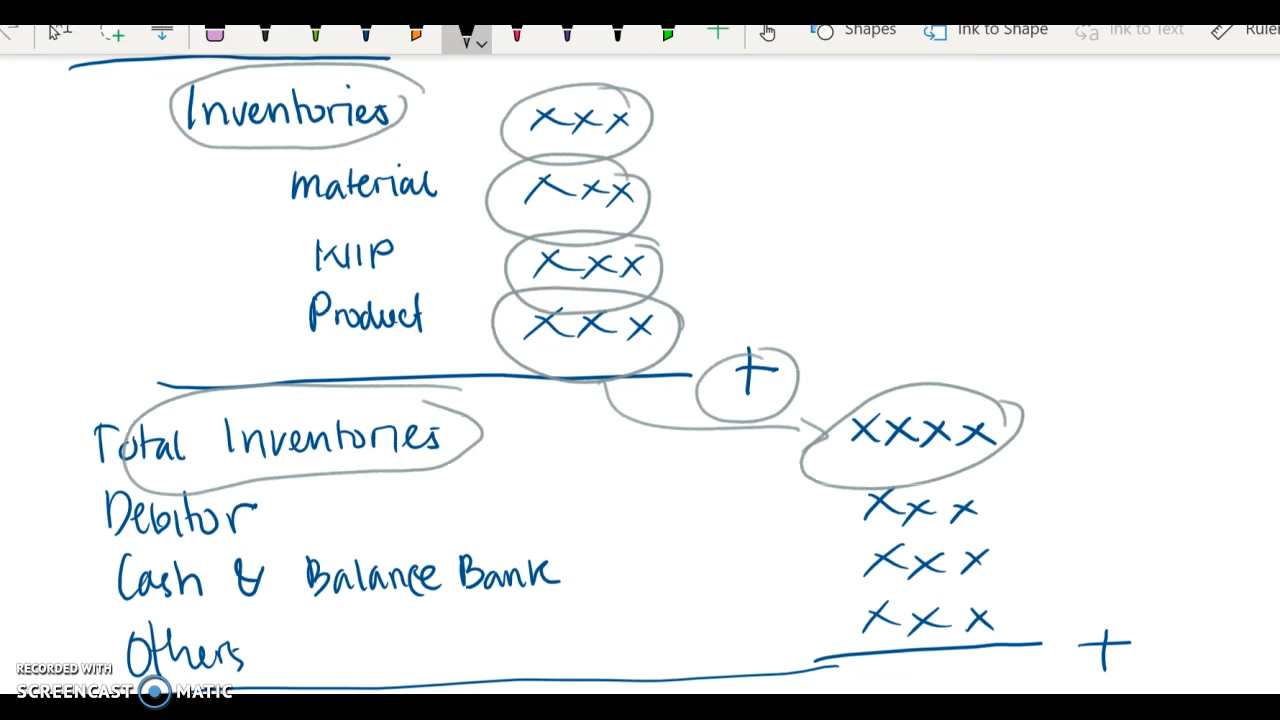 Shapes Ink to Shape Ink to Text Ruler
Inventories xxx
Material xxx
WIP xxx
Product xxx
+
Total Inventories xxxx
Debitor xxx
Cash & Balance Bank xxx
Others xxx
+
RECORDED WITH
SCREENCAST MATIC